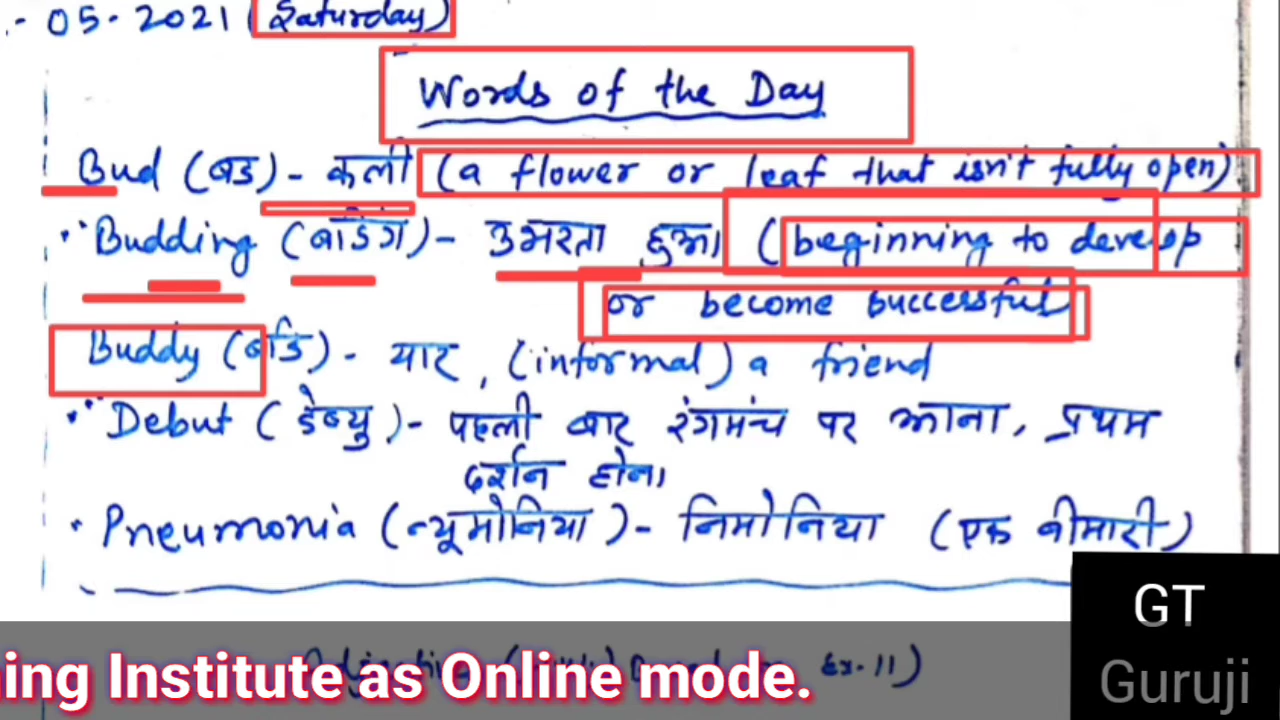 05.2021 (Saturday)
Words of the Day
Bud (बड) - कली (a flower or leaf that isn't fully open)
Budding (बडिंग) - उभरता हुआ (beginning to develop
or become successful
Buddy (बडि) - यार, (informal) a friend
Debut (डेब्यु) - पहली बार रंगमंच पर आना, प्रथम
दर्शन होना
Pneumonia (न्यूमोनिया) - निमोनिया (एक बीमारी)
GT
Guruji
ing Institute as Online mode.
Ex-11)